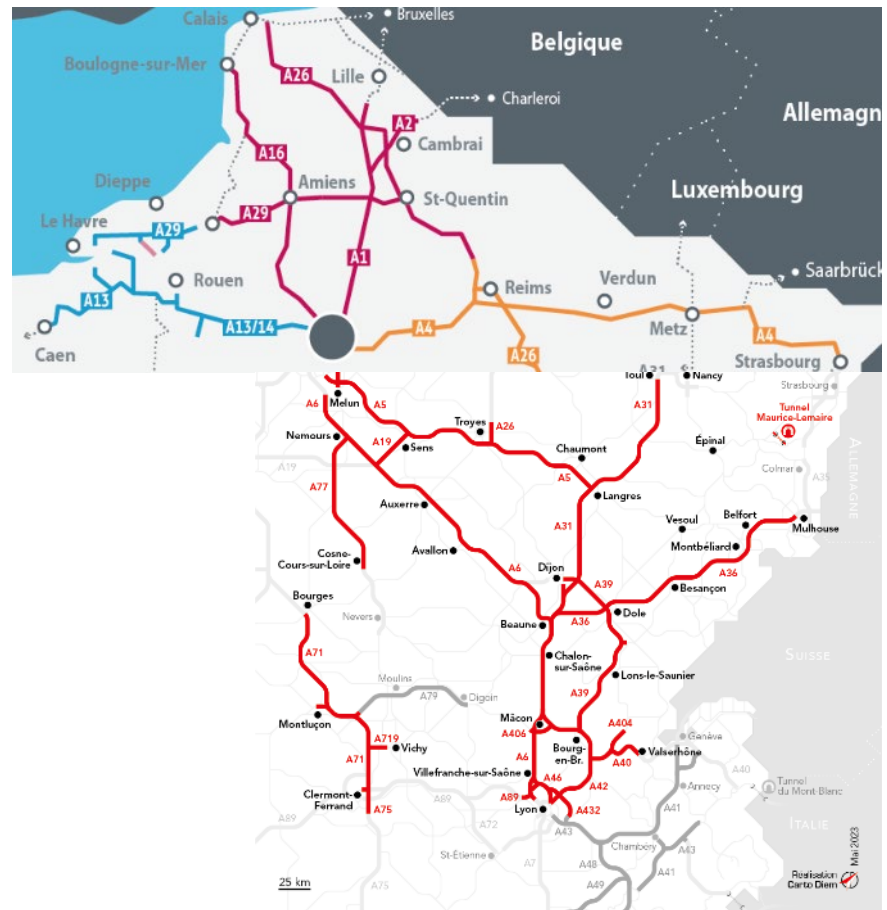 Calais
Bruxelles
Belgique
Boulogne-sur-Mer
A26
Lille
Charleroi
Allemagn
A2
Cambrai
A16
Dieppe
Amiens
St-Quentin
Luxembourg
Le Havre
A29
A29
A1
Rouen
Reims
Verdun
Saarbrück
A13
A13/14
A4
Metz
A4
Caen
A26
Strasbourg
A31
Toul
Nancy
Strasbourg
Melun
A6
A5
A31
Tunnel
Maurice-Lemaire
Troyes
A26
Nemours
A19
Sens
Chaumont
Épinal
ALLEMAGNE
A19
Colmar
A35
A77
A5
Langres
Auxerre
Vesoul
Belfort
Mulhouse
A31
Avallon
Montbéliard
Cosne-
Cours-sur-Loire
A6
Dijon
A39
A36
Besançon
Bourges
Nevers
Beaune
A36
Dole
A71
Chalon-
sur-Saône
SUISSE
Lons-le-Saunier
Moulins
A79
Digoin
A39
Montluçon
Mâcon
A404
A406
Genève
A719
Vichy
Bourg-
en-Br.
Valserhône
A71
A6
A40
A40
Villefranche-sur-Saône
A46
A42
Annecy
Tunnel
du Mont-Blanc
Clermont-
Ferrand
A89
A89
A432
A75
Lyon
A41
A89
A72
A43
ITALIE
Chambéry
A43
St-Étienne
A7
A48
A41
25 km
A75
A49
Réalisation
Carto Diem
Mai 2023